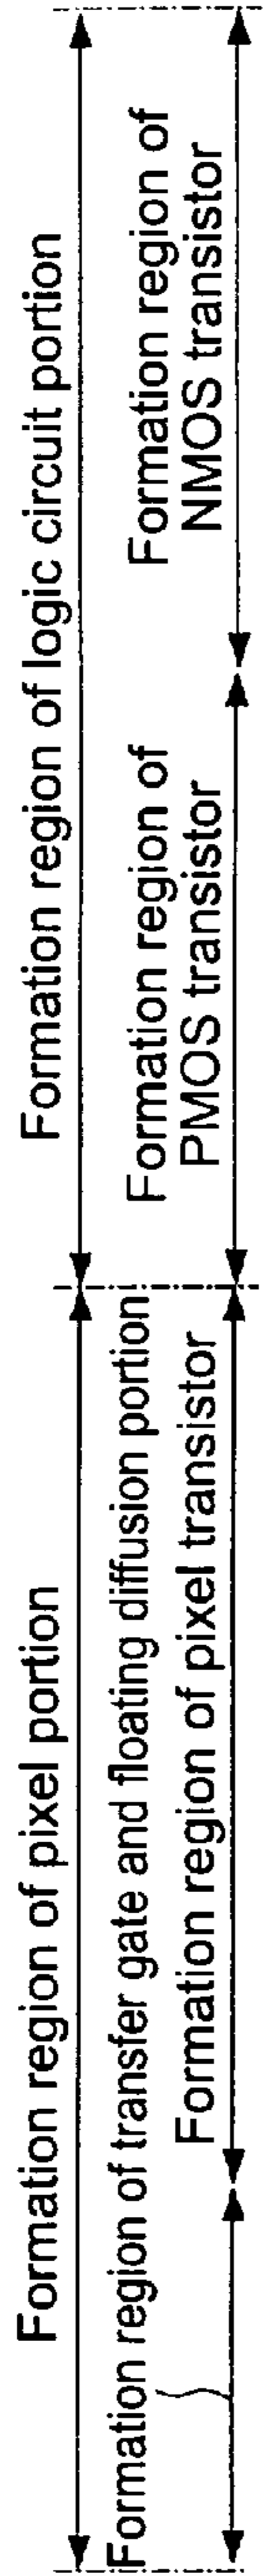 Formation region of pixel portion
Formation region of logic circuit portion
Formation region of transfer gate and floating diffusion portion
Formation region of pixel transistor
Formation region of
PMOS transistor
Formation region of
NMOS transistor